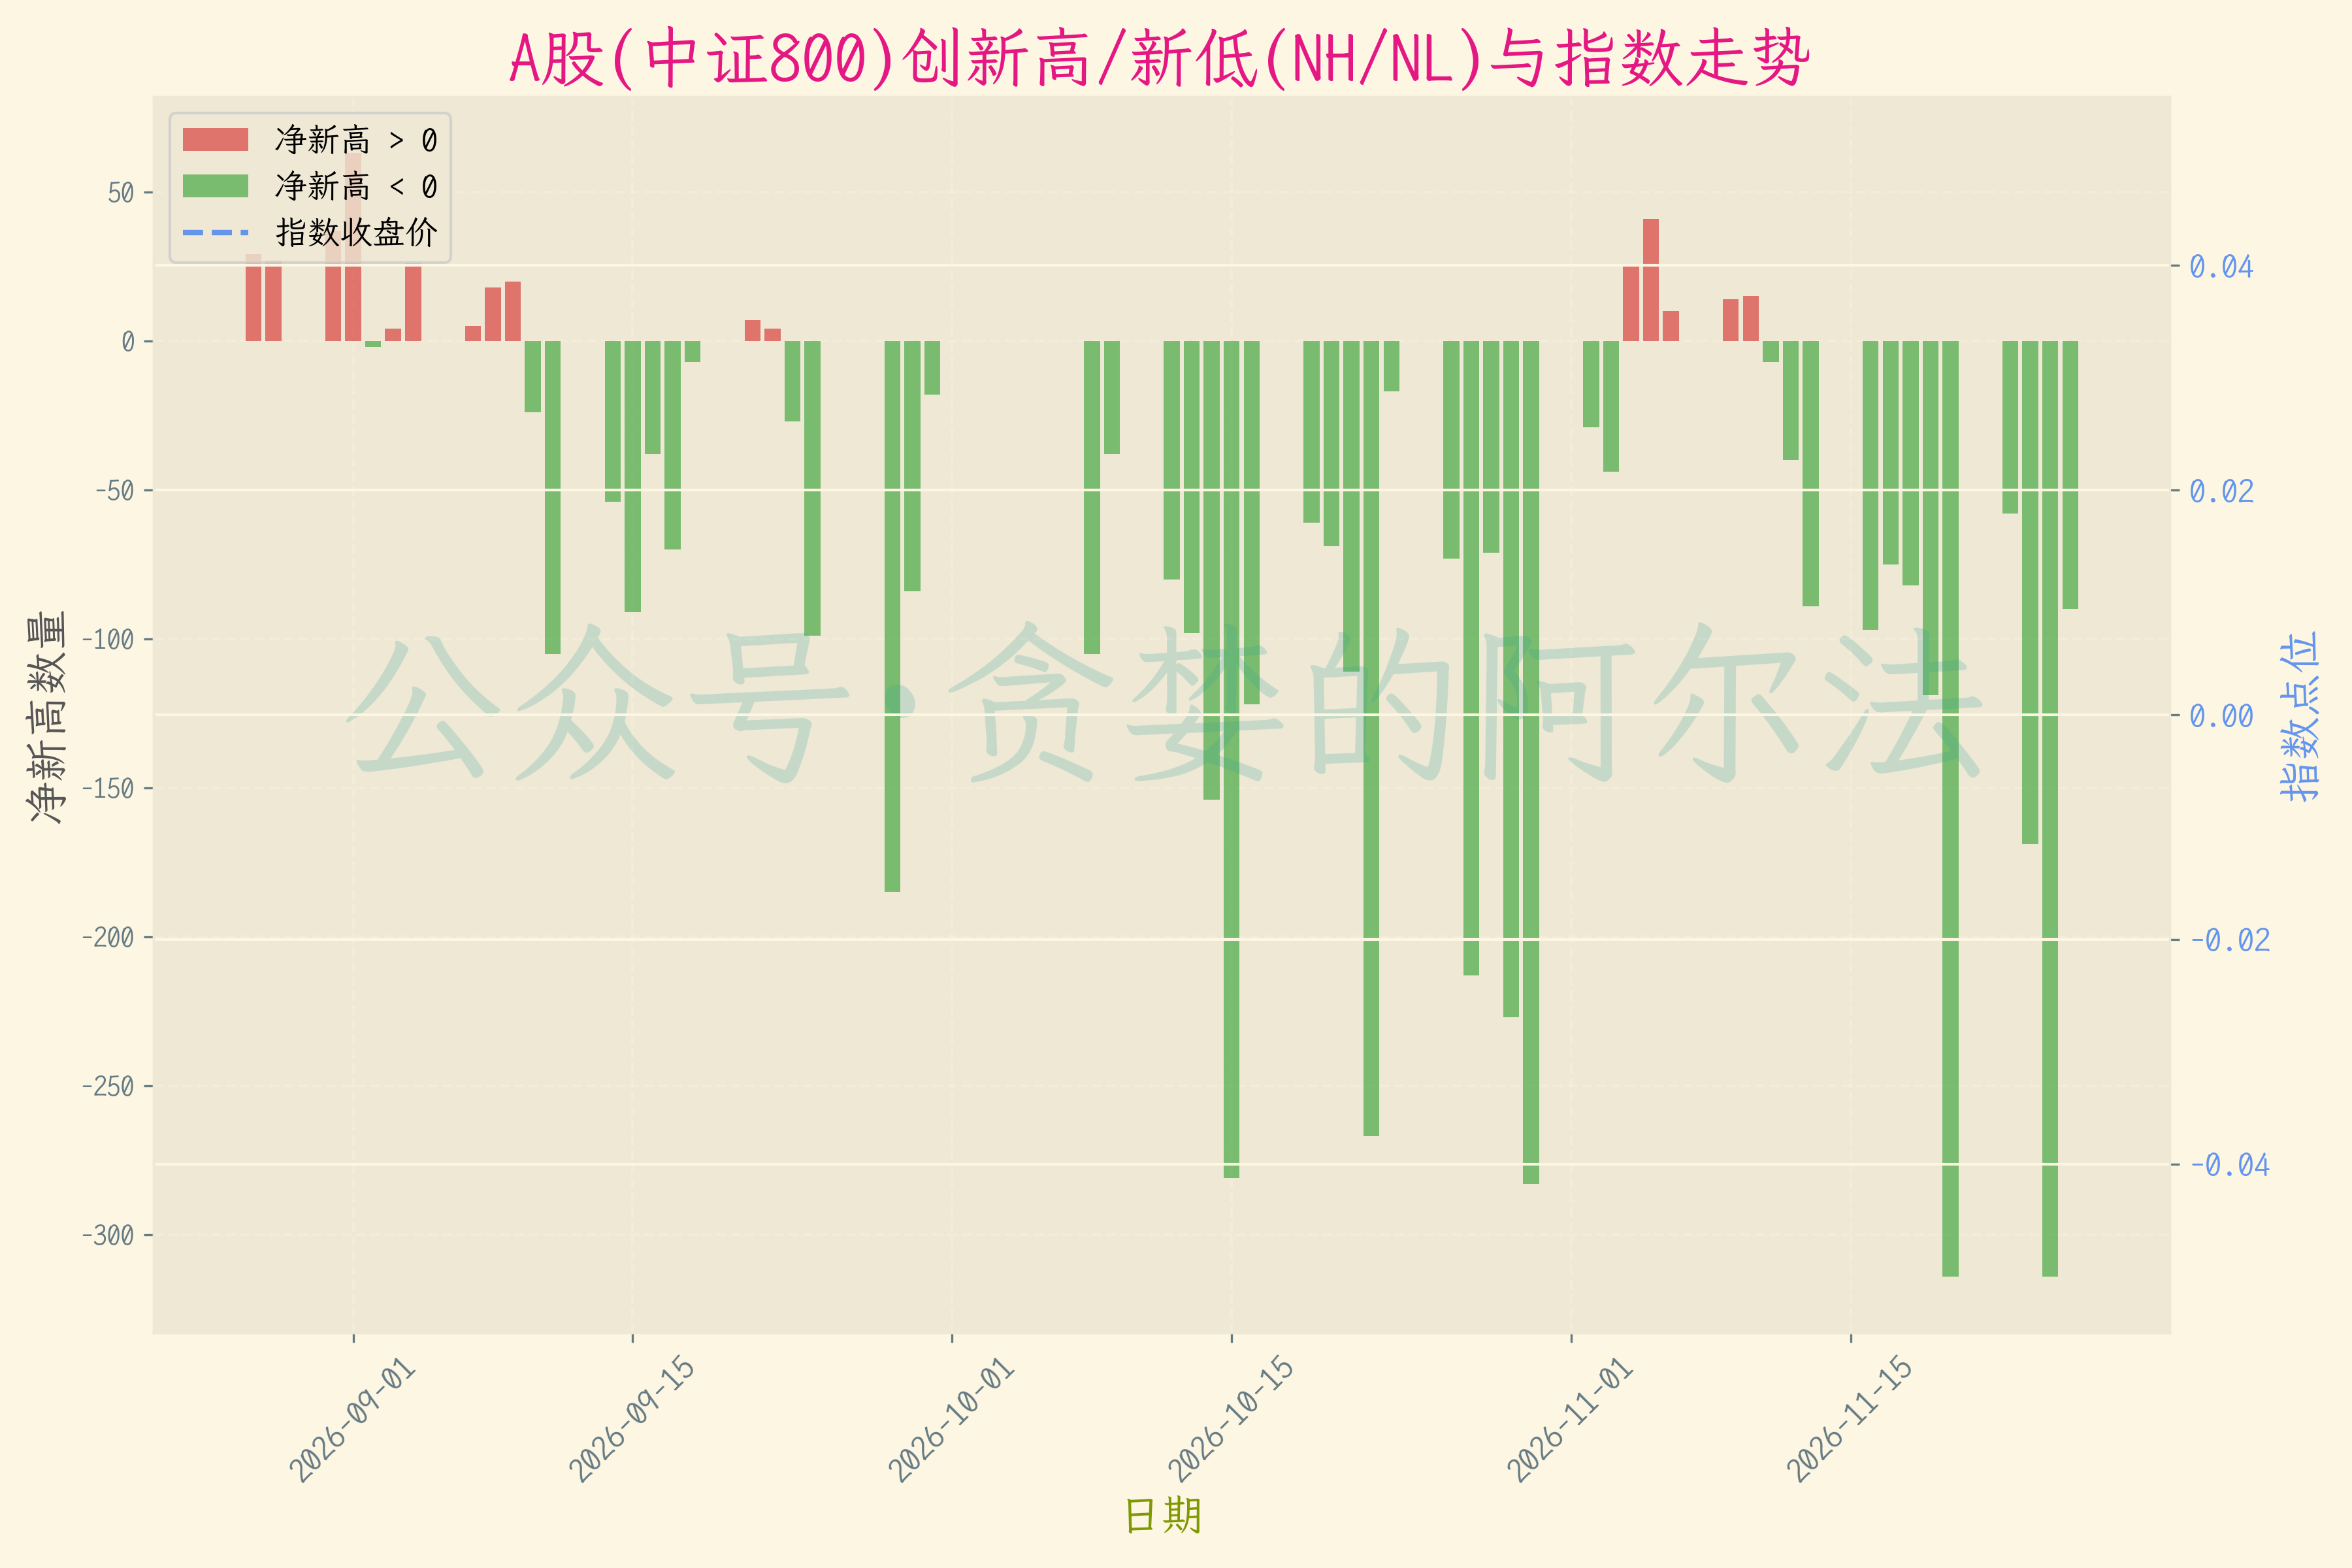 A股(中证800)创新高/新低(NH/NL)与指数走势
净新高 > 0
净新高 < 0
指数收盘价
50
0
-50
-100
-150
-200
-250
-300
净新高数量
0.04
0.02
0.00
-0.02
-0.04
指数点位
公众号·贪婪的阿尔法
2026-09-01
2026-09-15
2026-10-01
2026-10-15
2026-11-01
2026-11-15
日期